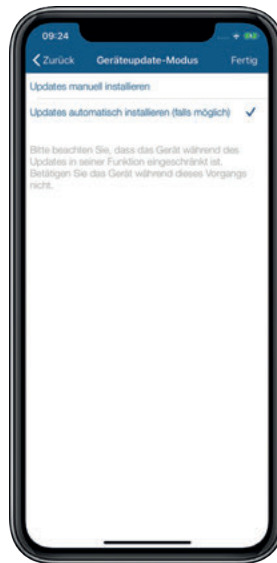 09:24
Zurück Geräteupdate-Modus Fertig
Updates manuell installieren
Updates automatisch installieren (falls möglich)
Bitte beachten Sie, dass das Gerät während des
Updates in seiner Funktion eingeschränkt ist.
Betätigen Sie das Gerät während dieses Vorgangs
nicht.